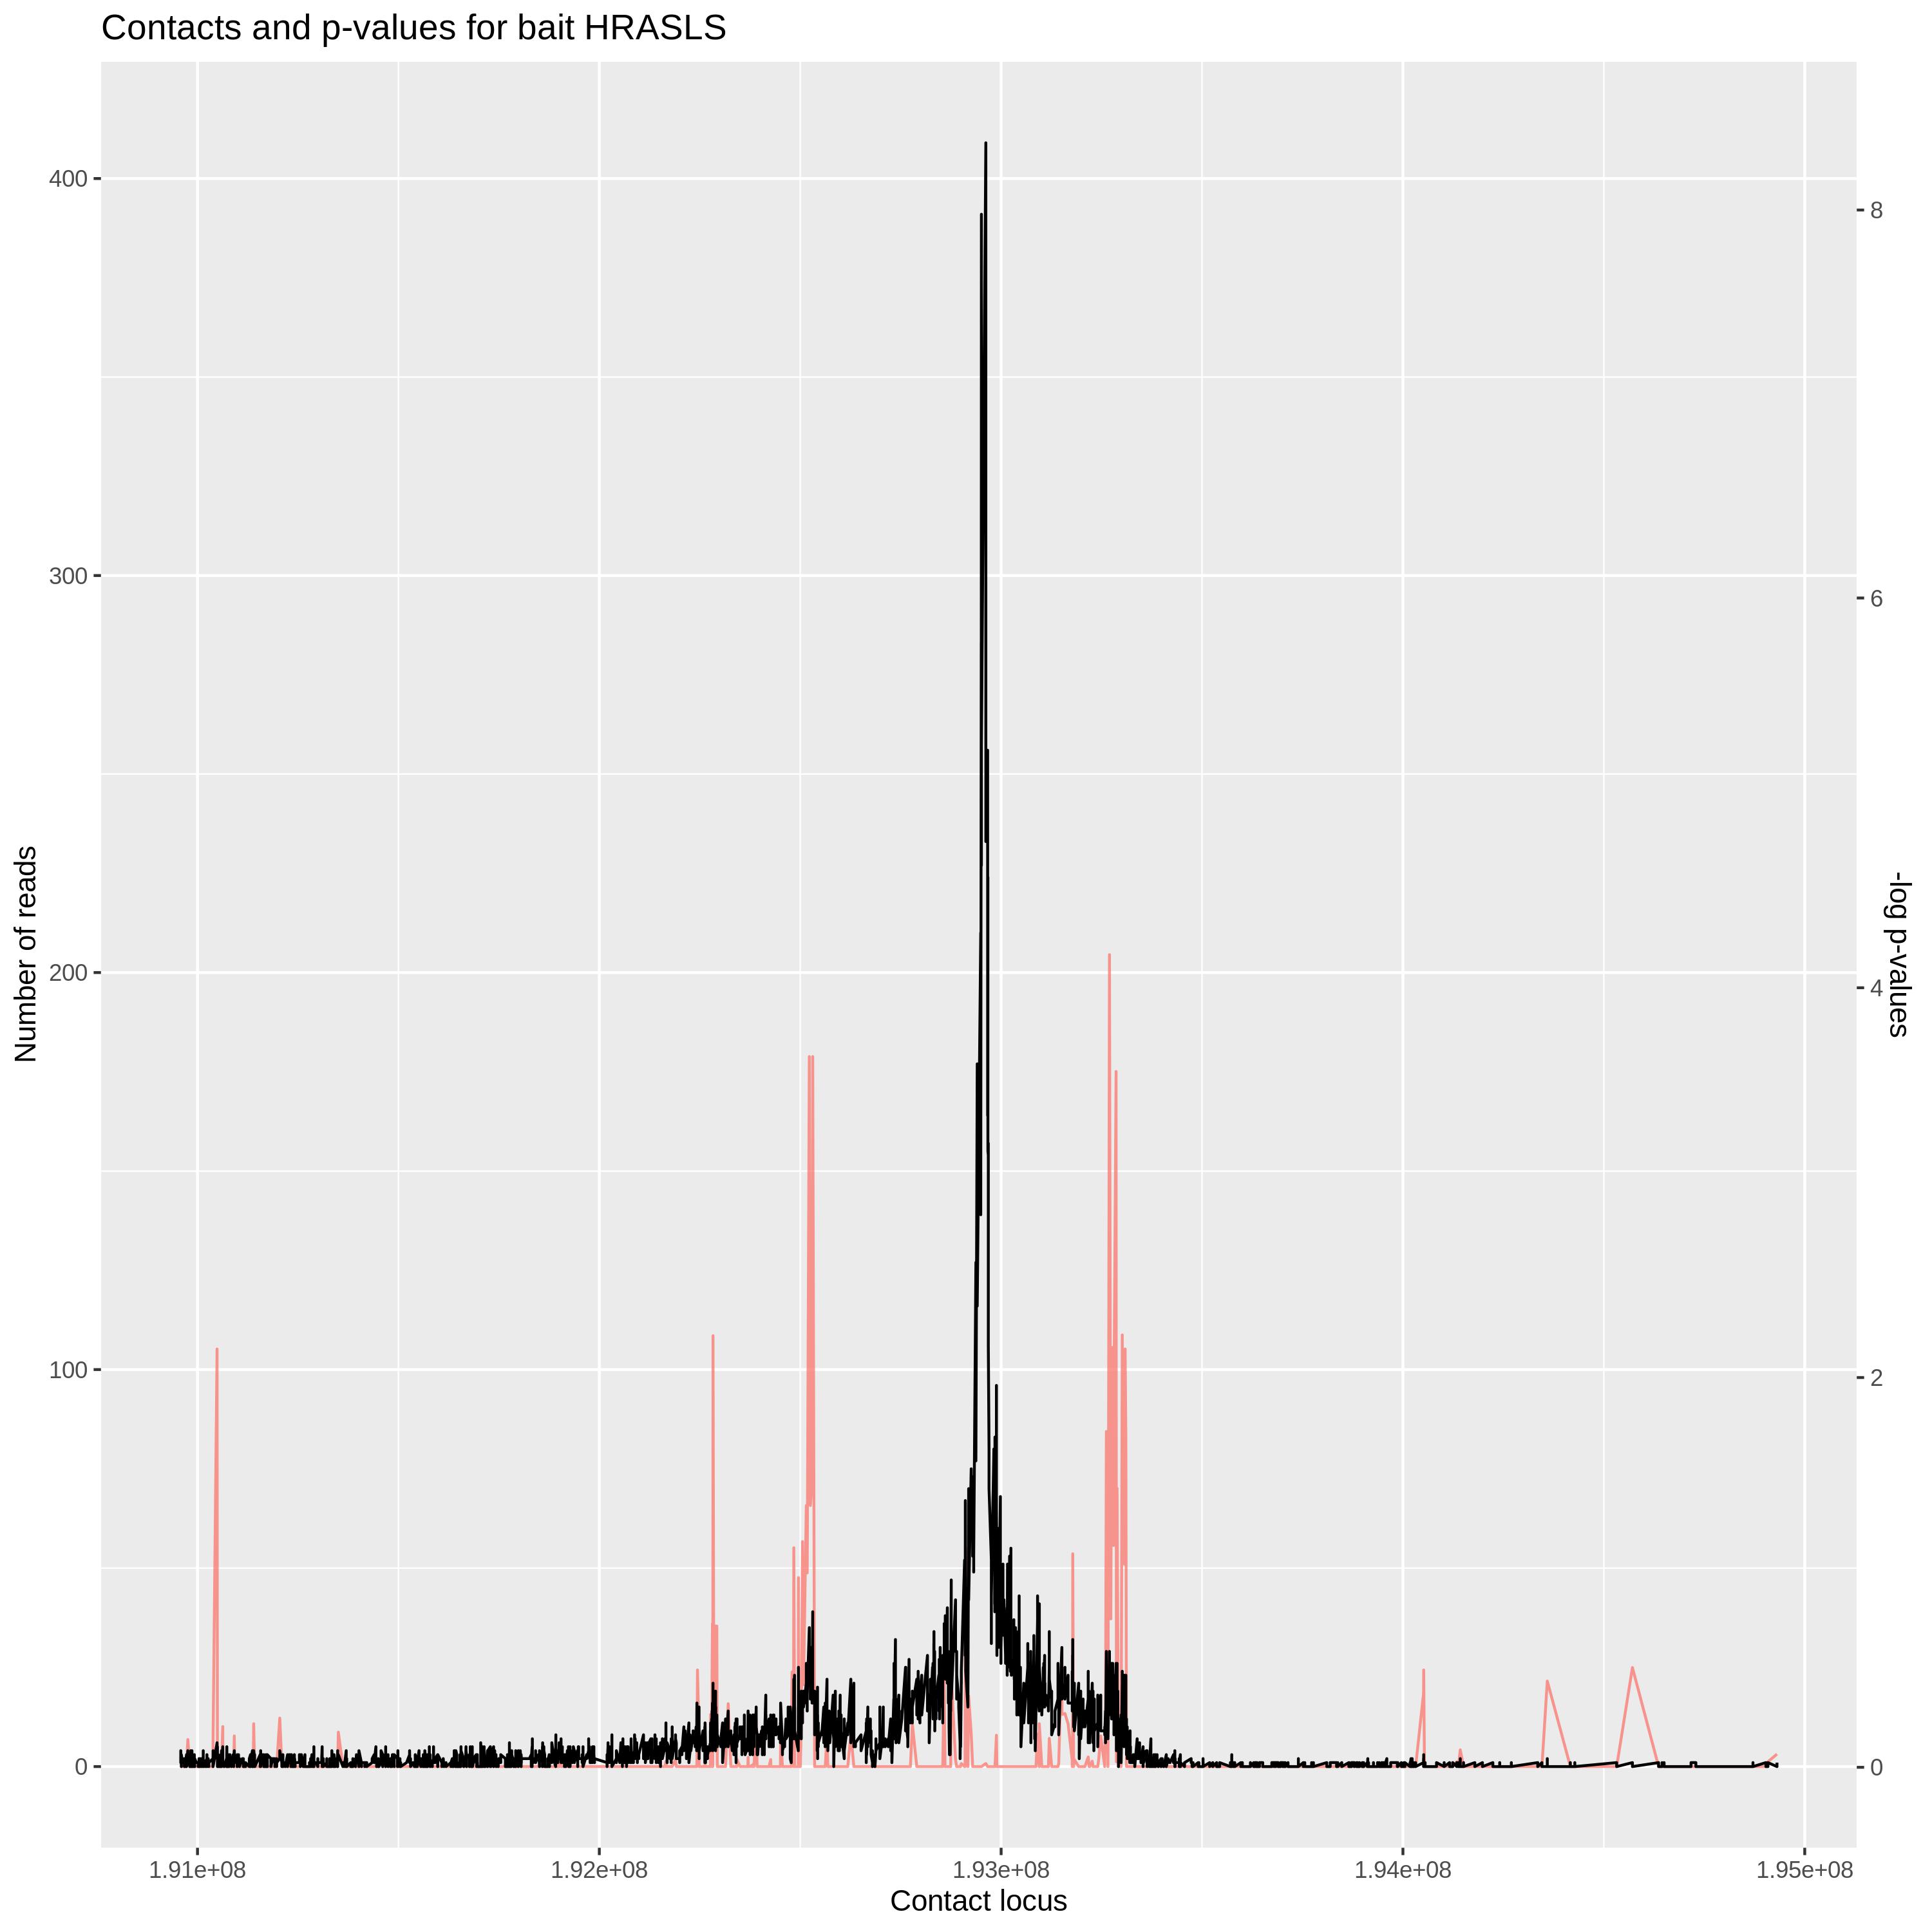 Contacts and p-values for bait HRASLS
400
300
200
100
0
8
6
4
2
0
Number of reads
-log p-values
1.91e+08
1.92e+08
1.93e+08
1.94e+08
1.95e+08
Contact locus